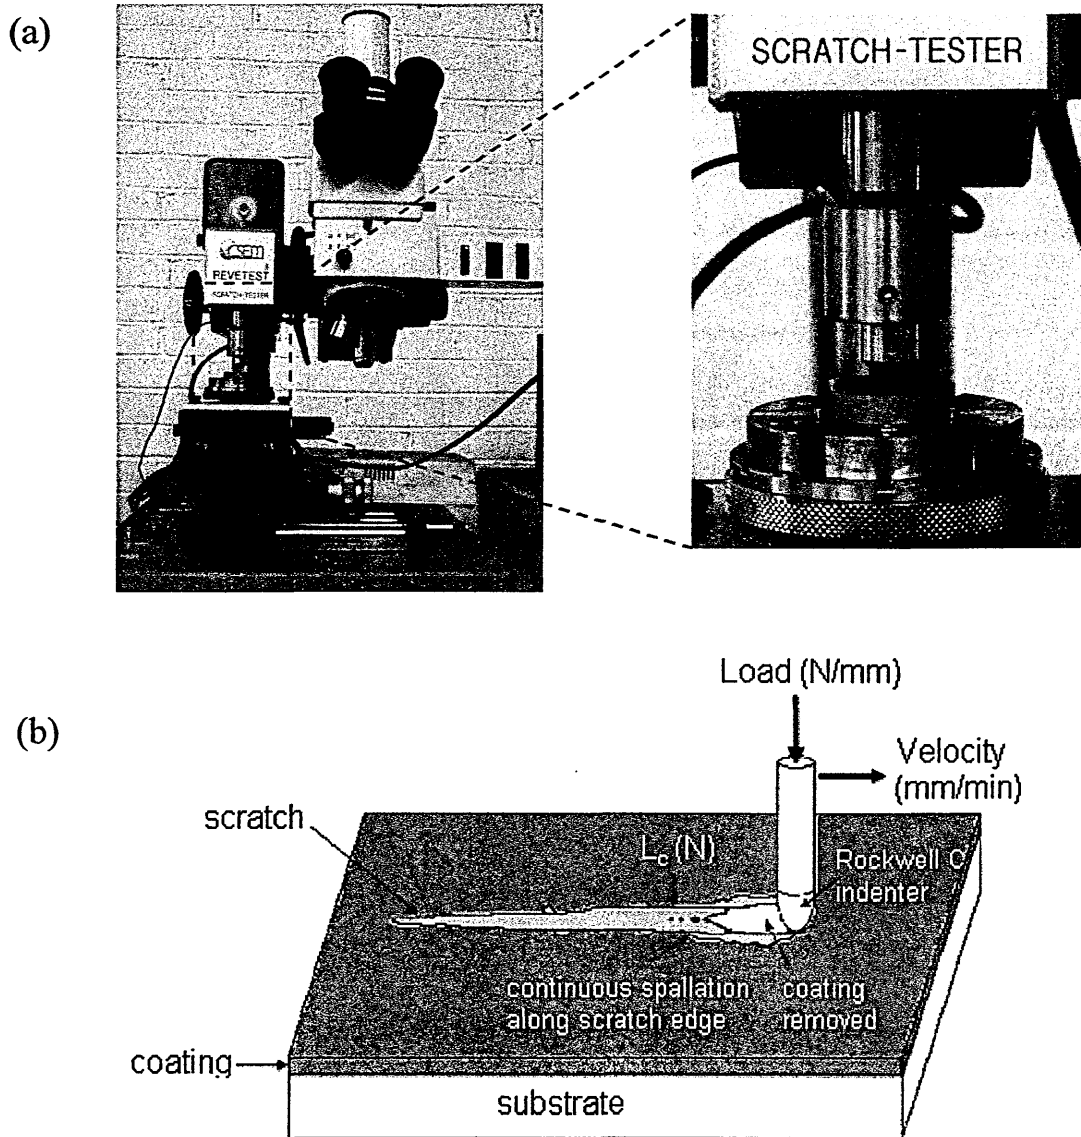 (a)
SCRATCH-TESTER
CSEM
REVETEST
SCRATCH-TESTER
(b)
Load (N/mm)
Velocity
(mm/min)
scratch
Lc (N)
Rockwell C
indenter
continuous spallation
along scratch edge
coating
removed
coating
substrate